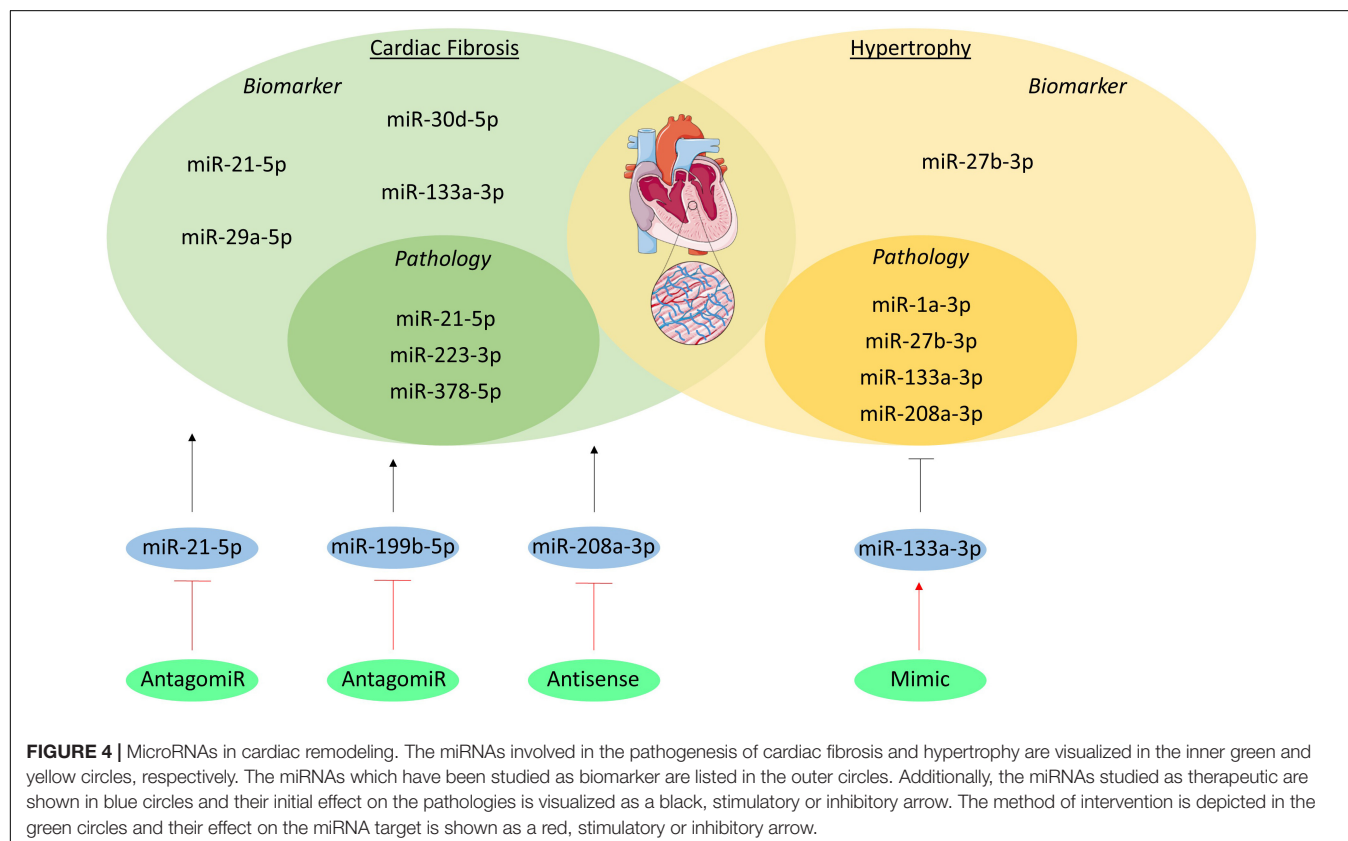 Cardiac Fibrosis
Hypertrophy
Biomarker
Biomarker
miR-30d-5p
miR-21-5p
miR-27b-3p
miR-133a-3p
miR-29a-5p
Pathology
miR-21-5p
miR-223-3p
miR-378-5p
Pathology
miR-1a-3p
miR-27b-3p
miR-133a-3p
miR-208a-3p
miR-21-5p
miR-199b-5p
miR-208a-3p
miR-133a-3p
AntagomiR
AntagomiR
Antisense
Mimic
FIGURE 4 | MicroRNAs in cardiac remodeling. The miRNAs involved in the pathogenesis of cardiac fibrosis and hypertrophy are visualized in the inner green and
yellow circles, respectively. The miRNAs which have been studied as biomarker are listed in the outer circles. Additionally, the miRNAs studied as therapeutic are
shown in blue circles and their initial effect on the pathologies is visualized as a black, stimulatory or inhibitory arrow. The method of intervention is depicted in the
green circles and their effect on the miRNA target is shown as a red, stimulatory or inhibitory arrow.